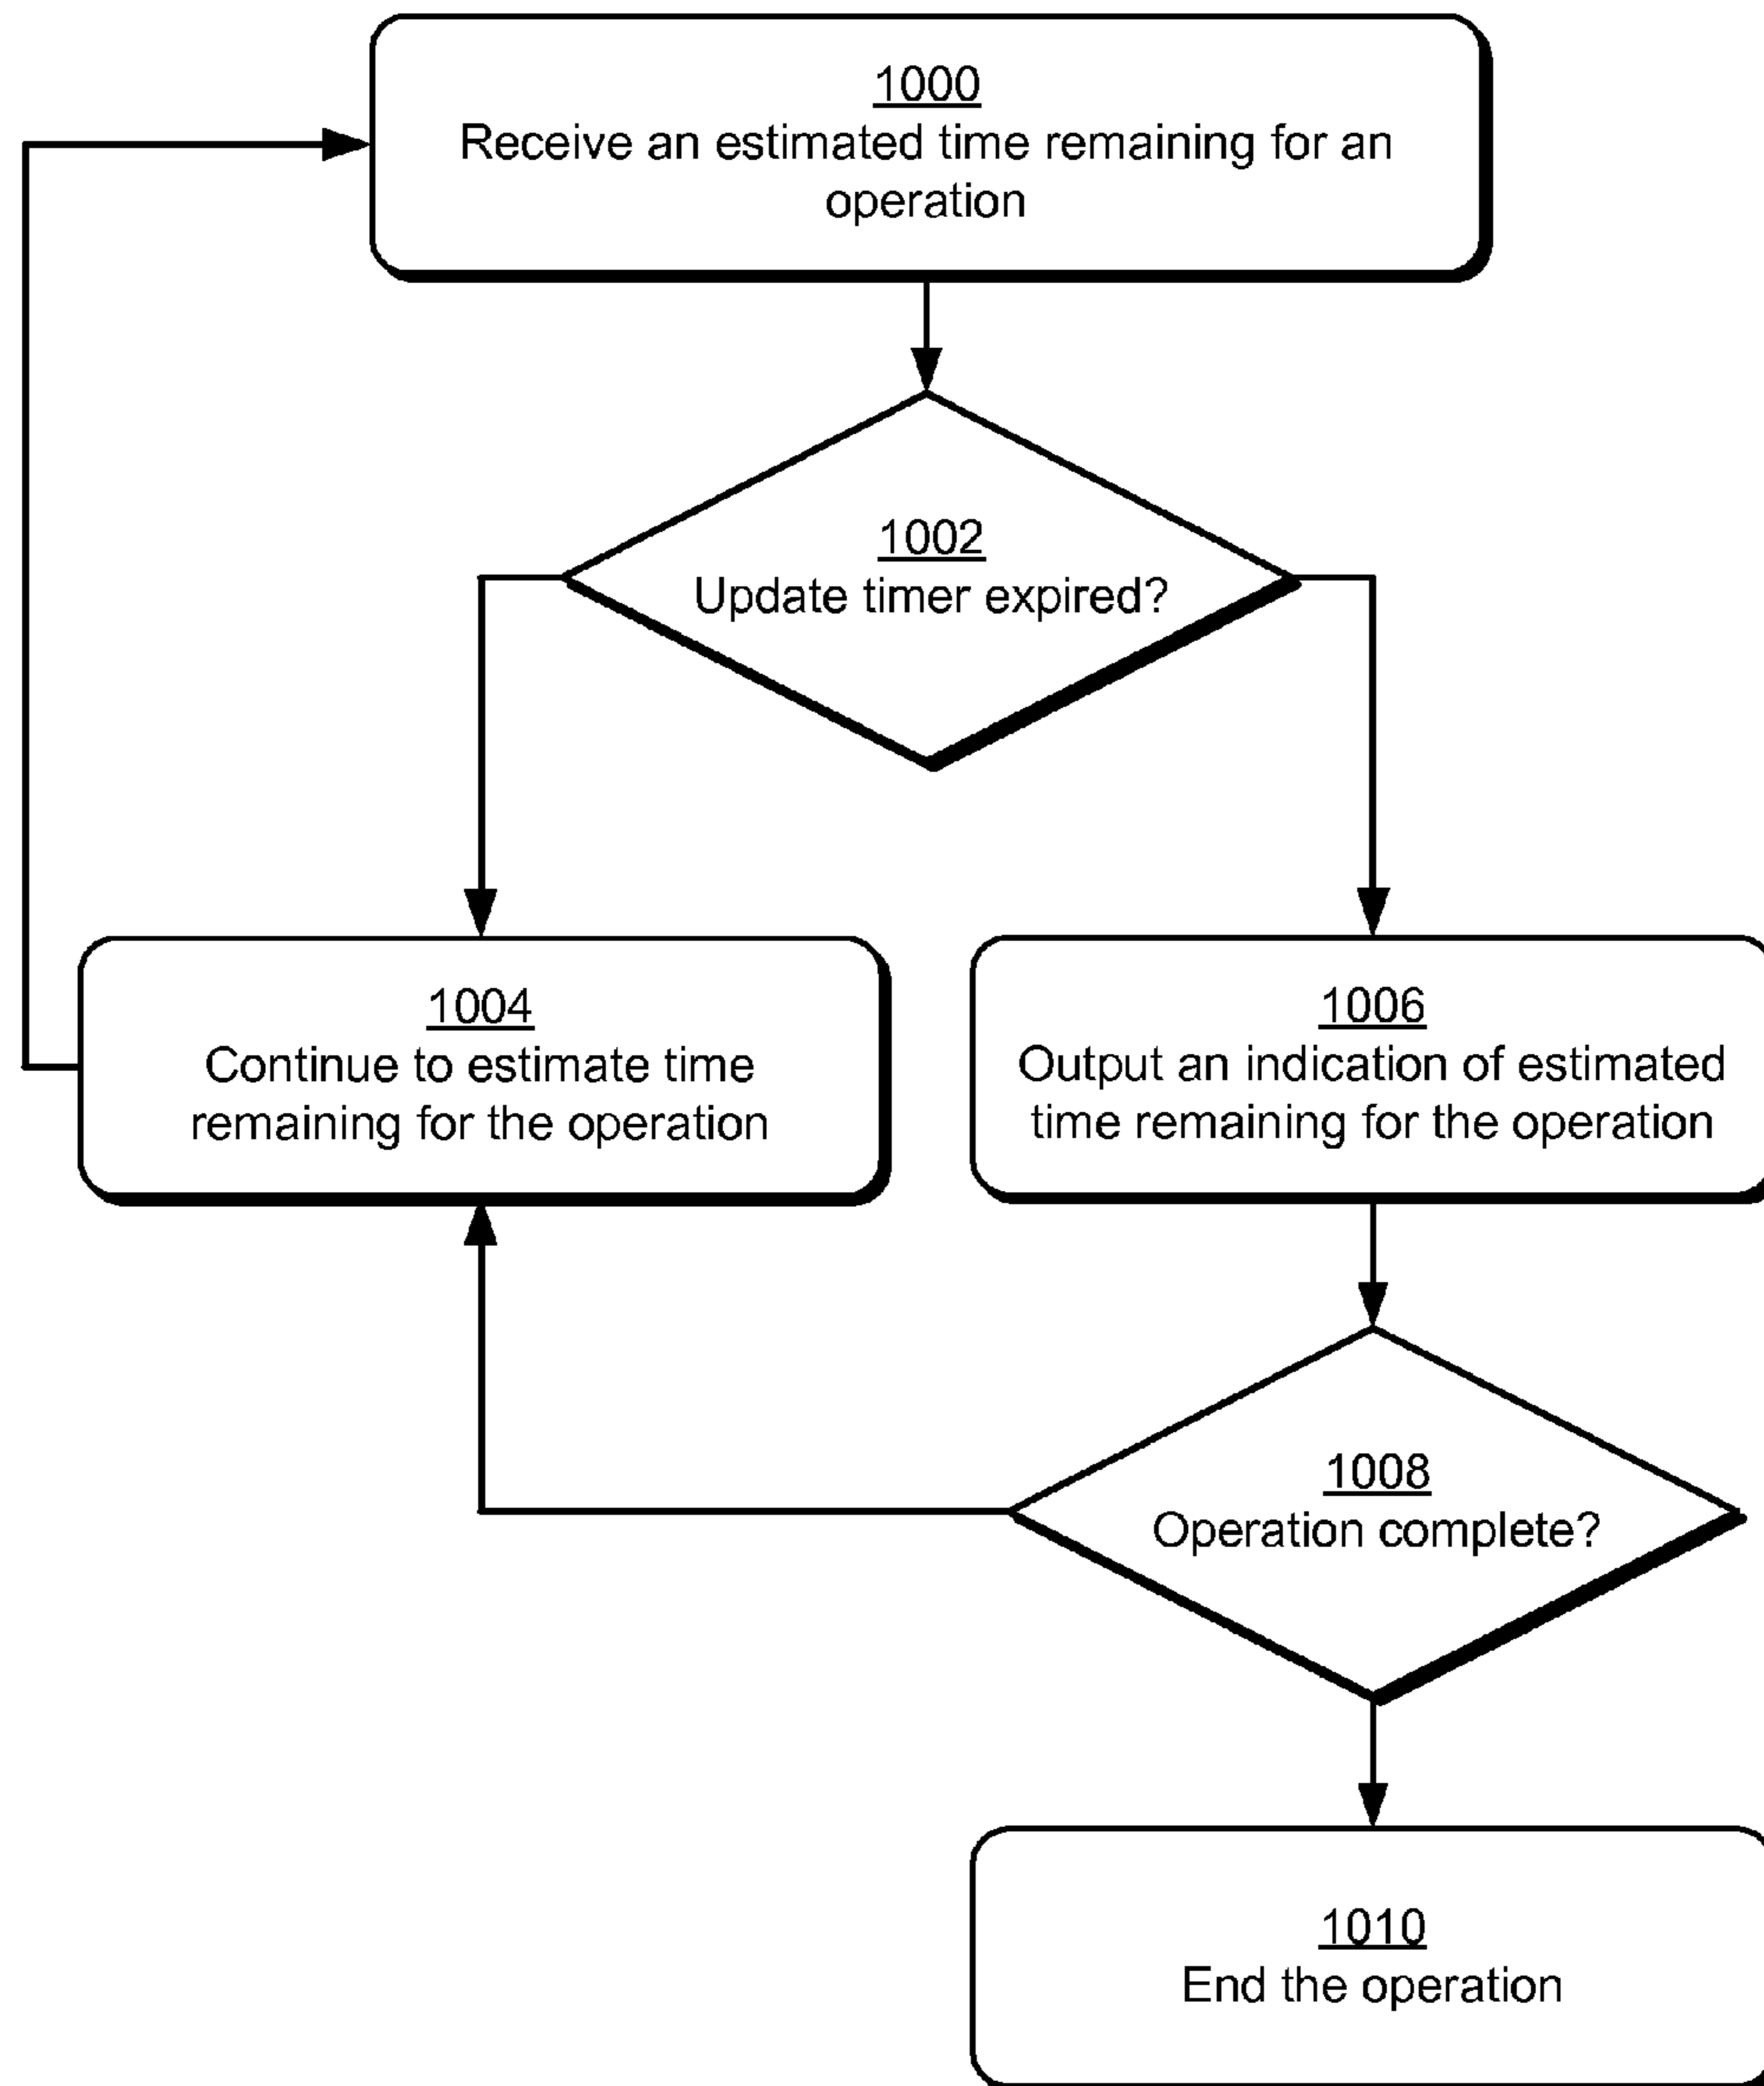 1000
Receive an estimated time remaining for an
operation
1002
Update timer expired?
1004
Continue to estimate time
remaining for the operation
1006
Output an indication of estimated
time remaining for the operation
1008
Operation complete?
1010
End the operation